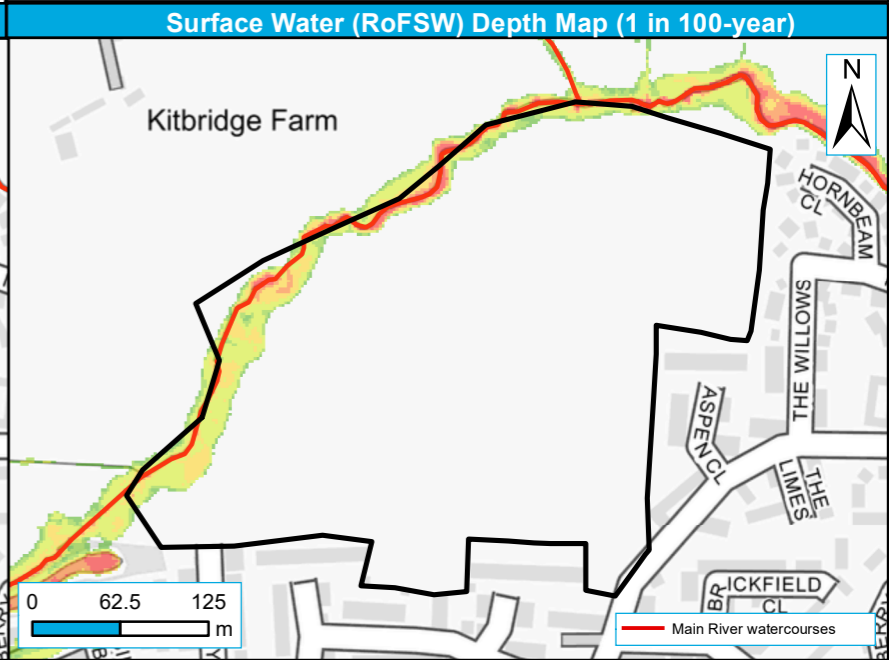 Surface Water (RoFSW) Depth Map (1 in 100-year)
N
Kitbridge Farm
HORNBEAM
CL
THE WILLOWS
ASPEN CL
THE
LIMES
BRICKFIELD
CL
0 62.5 125
m
Main River watercourses